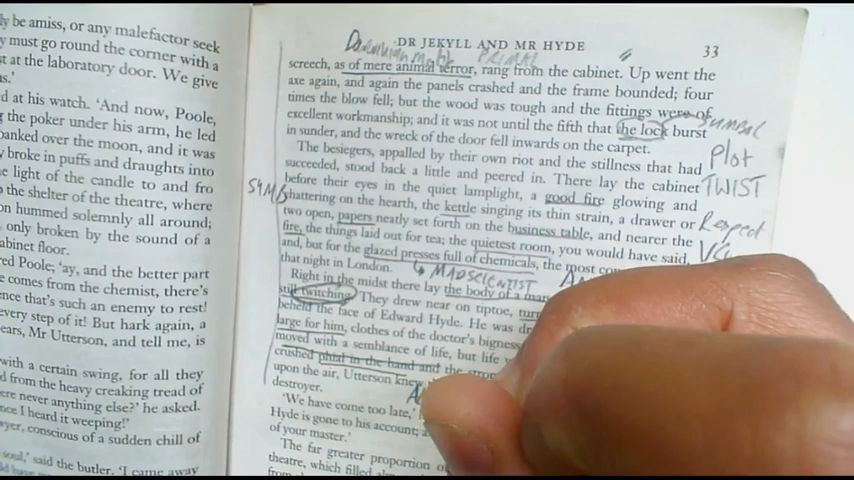 ly be amiss, or any malefactor seek
y must go round the corner with a
st at the laboratory door. We give
s.'
d at his watch. 'And now, Poole,
g the poker under his arm, he led
banked over the moon, and it was
y broke in puffs and draughts into
e light of the candle to and fro
o the shelter of the theatre, where
on hummed solemnly all around;
only broken by the sound of a
abinet floor.
ed Poole; 'ay, and the better part
e comes from the chemist, there's
ence that's such an enemy to rest!
every step of it! But hark again, a
ears, Mr Utterson, and tell me, is
with a certain swing, for all they
d from the heavy creaking tread of
ere never anything else?' he asked.
nce I heard it weeping!'
wyer, conscious of a sudden chill of
soul,' said the butler. 'I came away
DR JEKYLL AND MR HYDE
33
PRIMAL
screech, as of mere animal terror, rang from the cabinet. Up went the
axe again, and again the panels crashed and the frame bounded; four
times the blow fell; but the wood was tough and the fittings were of
excellent workmanship; and it was not until the fifth that the lock burst
SYMBOL
in sunder, and the wreck of the door fell inwards on the carpet.
The besiegers, appalled by their own riot and the stillness that had
PLOT
succeeded, stood back a little and peered in. There lay the cabinet
TWIST
before their eyes in the quiet lamplight, a good fire glowing and
SYMB
chattering on the hearth, the kettle singing its thin strain, a drawer or
two open, papers neatly set forth on the business table, and nearer the
Respect
fire, the things laid out for tea; the quietest room, you would have said,
and, but for the glazed presses full of chemicals, the most co
that night in London.
MAD SCIENTIST
Right in the midst there lay the body of a man
still twitching. They drew near on tiptoe, tur
beheld the face of Edward Hyde. He was dr
large for him, clothes of the doctor's bigness
moved with a semblance of life, but life
crushed phial in the hand and the strong
upon the air, Utterson knew
destroyer.
'We have come too late,'
Hyde is gone to his account; a
of your master.'
The far greater proportion o
theatre, which filled